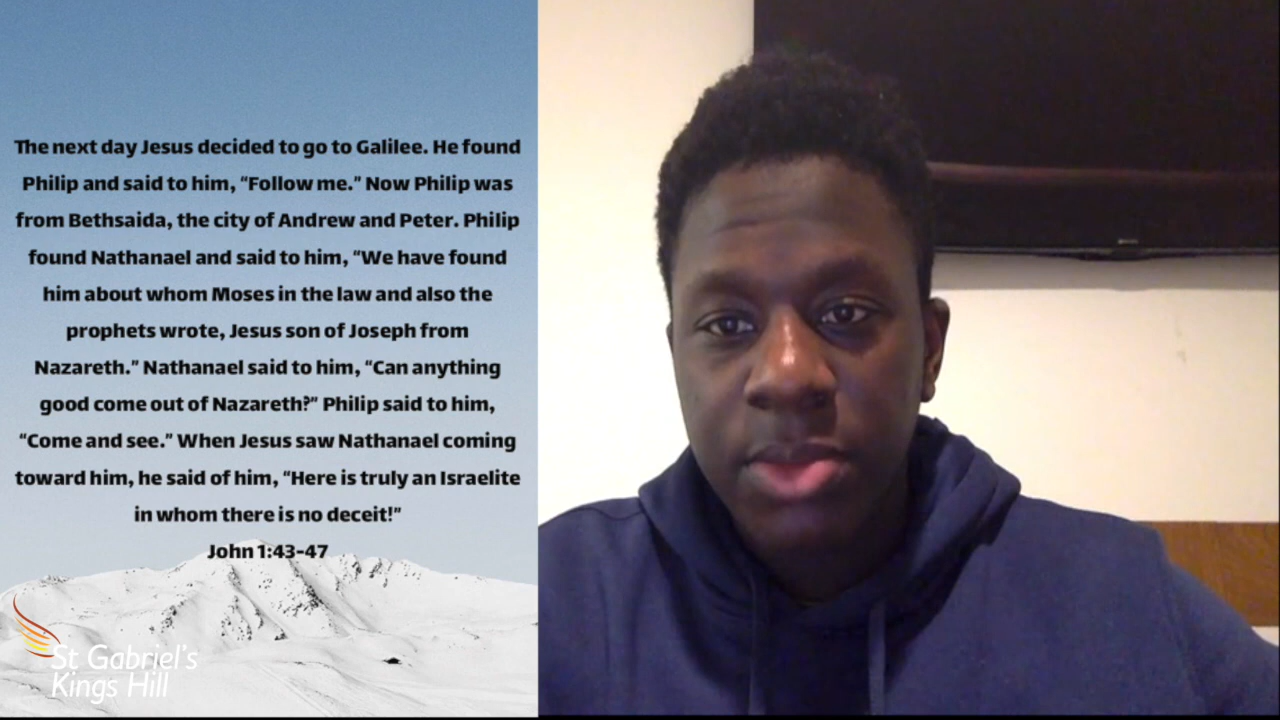 The next day Jesus decided to go to Galilee. He found
Philip and said to him, “Follow me.” Now Philip was
from Bethsaida, the city of Andrew and Peter. Philip
found Nathanael and said to him, “We have found
him about whom Moses in the law and also the
prophets wrote, Jesus son of Joseph from
Nazareth.” Nathanael said to him, “Can anything
good come out of Nazareth?” Philip said to him,
“Come and see.” When Jesus saw Nathanael coming
toward him, he said of him, “Here is truly an Israelite
in whom there is no deceit!”
John 1:43-47
St Gabriel's
Kings Hill